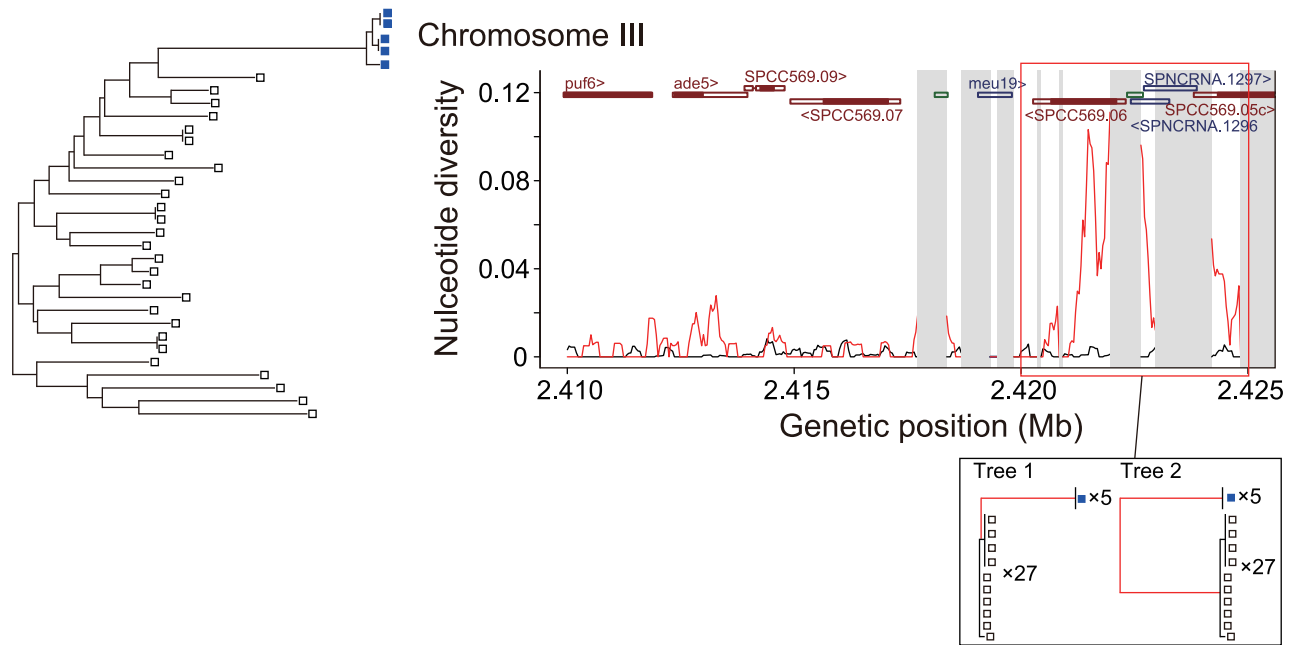 Chromosome III
Nulceotide diversity
0.12
0.08
0.04
0
puf6>
ade5>
SPCC569.09>
<SPCC569.07
meu19>
<SPCC569.06
SPNCRNA.1297>
SPCC569.05c>
<SPNCRNA.1296
2.410
2.415
2.420
2.425
Genetic position (Mb)
Tree 1
Tree 2
×5
×5
×27
×27